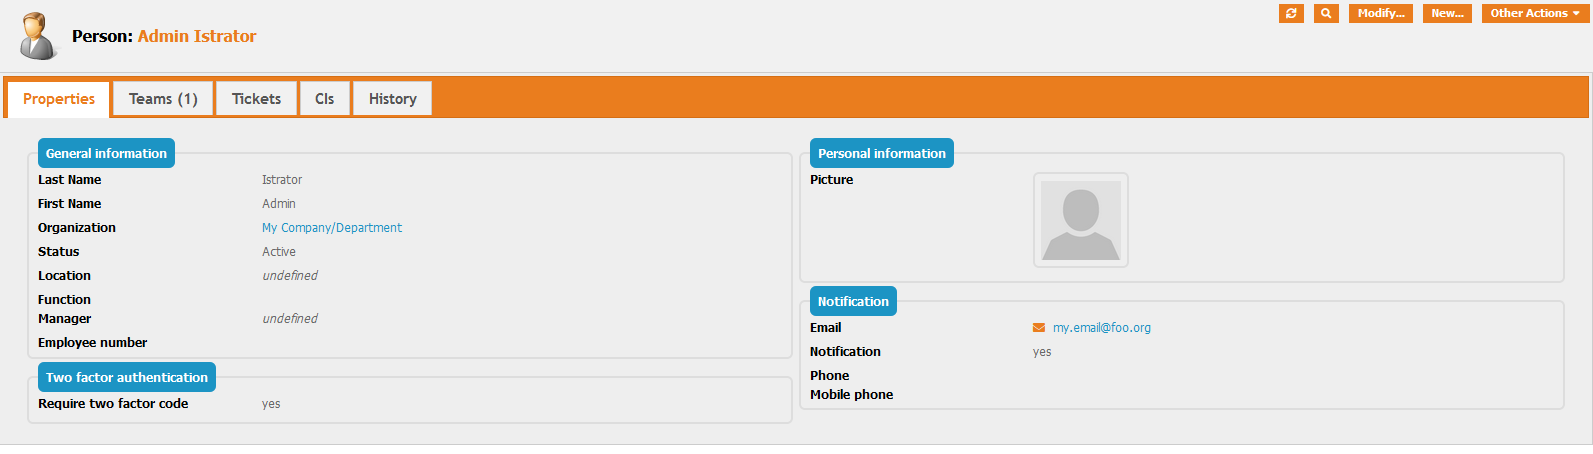 Person: Admin Istrator
Modify...
New...
Other Actions
Properties
Teams (1)
Tickets
CIs
History
General information
Last Name Istrator
First Name Admin
Organization My Company/Department
Status Active
Location undefined
Function
Manager undefined
Employee number
Two factor authentication
Require two factor code yes
Personal information
Picture
Notification
Email my.email@foo.org
Notification yes
Phone
Mobile phone